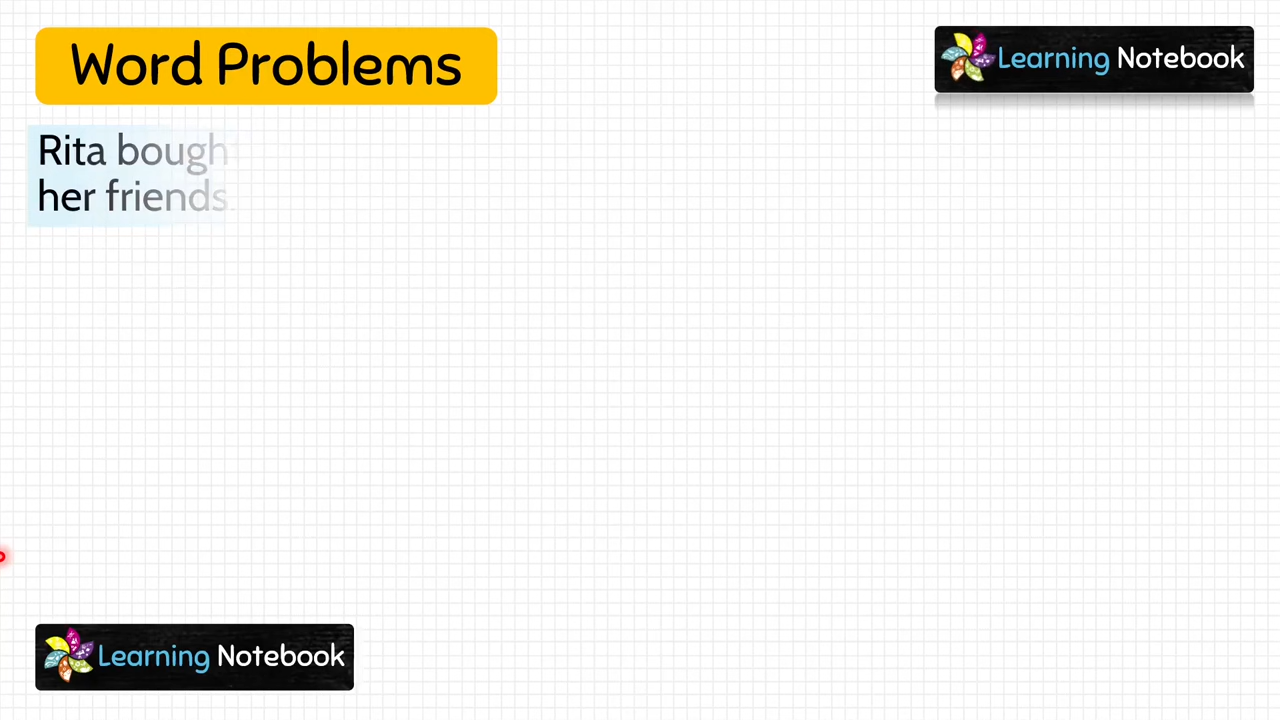 Word Problems
Learning Notebook
Rita bough
her friends.
Learning Notebook